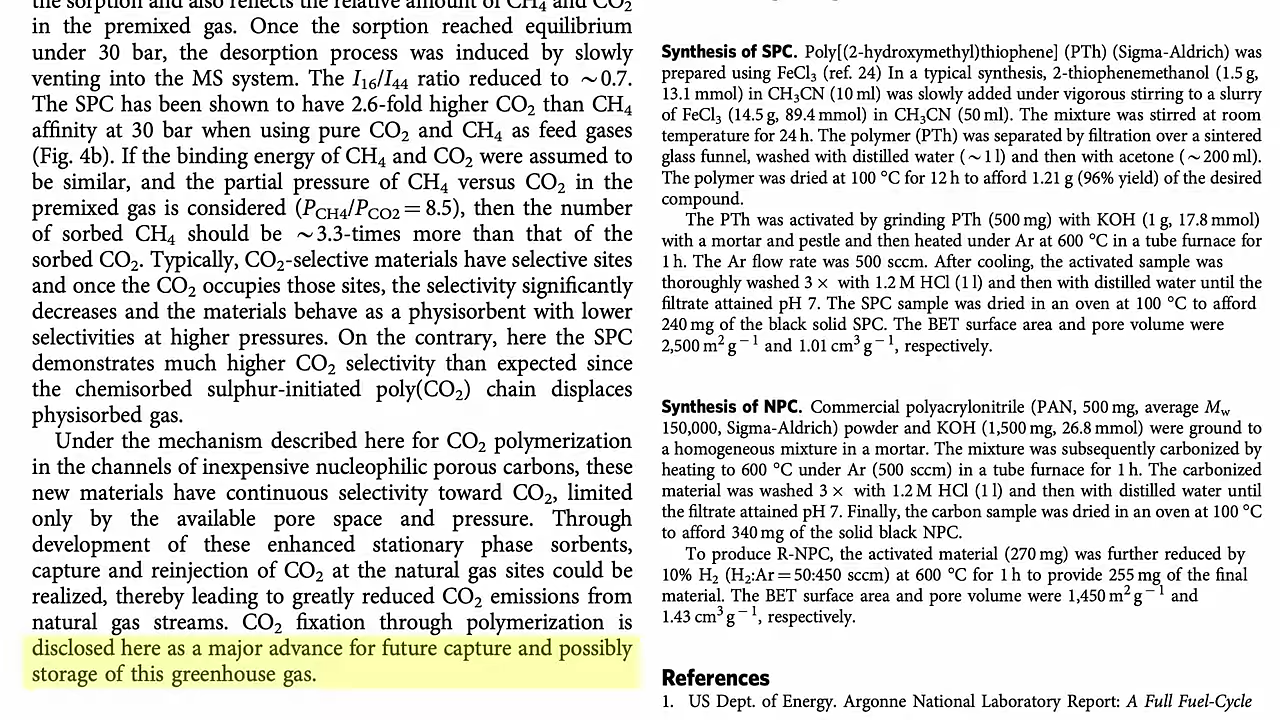 the sorption and also reflects the relative amount of CH₄ and CO₂
in the premixed gas. Once the sorption reached equilibrium
under 30 bar, the desorption process was induced by slowly
venting into the MS system. The I₁₆/I₄₄ ratio reduced to ~0.7.
The SPC has been shown to have 2.6-fold higher CO₂ than CH₄
affinity at 30 bar when using pure CO₂ and CH₄ as feed gases
(Fig. 4b). If the binding energy of CH₄ and CO₂ were assumed to
be similar, and the partial pressure of CH₄ versus CO₂ in the
premixed gas is considered (P_CH4/P_CO2 = 8.5), then the number
of sorbed CH₄ should be ~3.3-times more than that of the
sorbed CO₂. Typically, CO₂-selective materials have selective sites
and once the CO₂ occupies those sites, the selectivity significantly
decreases and the materials behave as a physisorbent with lower
selectivities at higher pressures. On the contrary, here the SPC
demonstrates much higher CO₂ selectivity than expected since
the chemisorbed sulphur-initiated poly(CO₂) chain displaces
physisorbed gas.
Under the mechanism described here for CO₂ polymerization
in the channels of inexpensive nucleophilic porous carbons, these
new materials have continuous selectivity toward CO₂, limited
only by the available pore space and pressure. Through
development of these enhanced stationary phase sorbents,
capture and reinjection of CO₂ at the natural gas sites could be
realized, thereby leading to greatly reduced CO₂ emissions from
natural gas streams. CO₂ fixation through polymerization is
disclosed here as a major advance for future capture and possibly
storage of this greenhouse gas.
Synthesis of SPC. Poly[(2-hydroxymethyl)thiophene] (PTh) (Sigma-Aldrich) was
prepared using FeCl₃ (ref. 24) In a typical synthesis, 2-thiophenemethanol (1.5 g,
13.1 mmol) in CH₃CN (10 ml) was slowly added under vigorous stirring to a slurry
of FeCl₃ (14.5 g, 89.4 mmol) in CH₃CN (50 ml). The mixture was stirred at room
temperature for 24 h. The polymer (PTh) was separated by filtration over a sintered
glass funnel, washed with distilled water (~1 l) and then with acetone (~200 ml).
The polymer was dried at 100 °C for 12 h to afford 1.21 g (96% yield) of the desired
compound.
The PTh was activated by grinding PTh (500 mg) with KOH (1 g, 17.8 mmol)
with a mortar and pestle and then heated under Ar at 600 °C in a tube furnace for
1 h. The Ar flow rate was 500 sccm. After cooling, the activated sample was
thoroughly washed 3 × with 1.2 M HCl (1 l) and then with distilled water until the
filtrate attained pH 7. The SPC sample was dried in an oven at 100 °C to afford
240 mg of the black solid SPC. The BET surface area and pore volume were
2,500 m² g⁻¹ and 1.01 cm³ g⁻¹, respectively.
Synthesis of NPC. Commercial polyacrylonitrile (PAN, 500 mg, average M_w
150,000, Sigma-Aldrich) powder and KOH (1,500 mg, 26.8 mmol) were ground to
a homogeneous mixture in a mortar. The mixture was subsequently carbonized by
heating to 600 °C under Ar (500 sccm) in a tube furnace for 1 h. The carbonized
material was washed 3 × with 1.2 M HCl (1 l) and then with distilled water until
the filtrate attained pH 7. Finally, the carbon sample was dried in an oven at 100 °C
to afford 340 mg of the solid black NPC.
To produce R-NPC, the activated material (270 mg) was further reduced by
10% H₂ (H₂:Ar = 50:450 sccm) at 600 °C for 1 h to provide 255 mg of the final
material. The BET surface area and pore volume were 1,450 m² g⁻¹ and
1.43 cm³ g⁻¹, respectively.
References
1. US Dept. of Energy. Argonne National Laboratory Report: A Full Fuel-Cycle